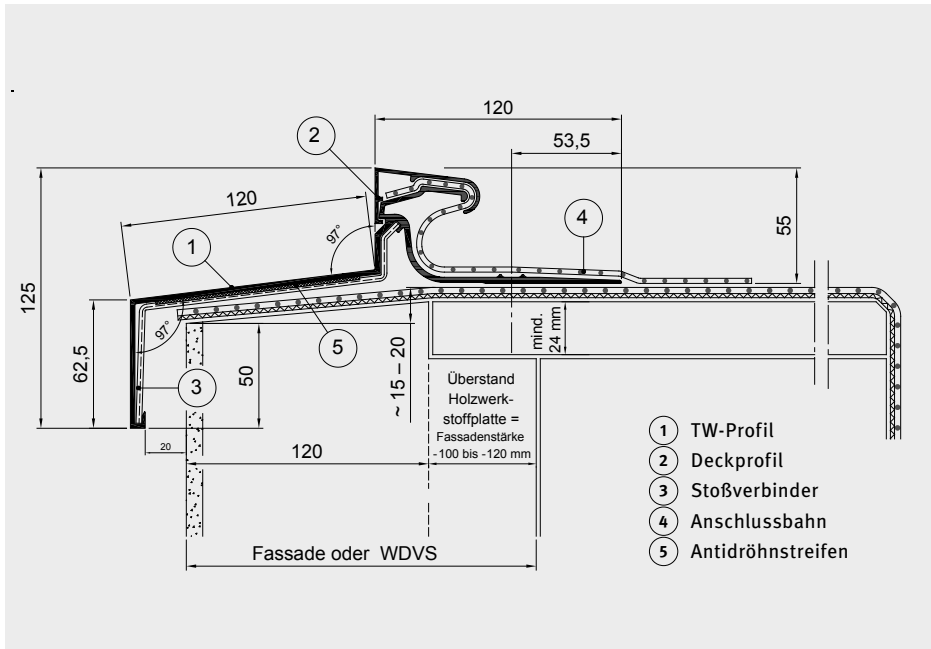 120
53,5
2
120
4
55
97°
1
125
97°
mind.
24 mm
62,5
50
5
~ 15 – 20
3
Überstand
Holzwerk-
stoffplatte =
Fassadenstärke
-100 bis -120 mm
20
120
Fassade oder WDVS
1 TW-Profil
2 Deckprofil
3 Stoßverbinder
4 Anschlussbahn
5 Antidröhnstreifen